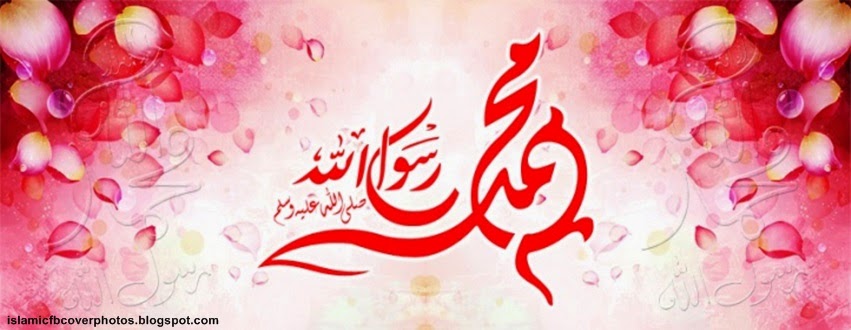 محمد
رسول الله
صلى الله عليه وسلم
islamicfbcoverphotos.blogspot.com